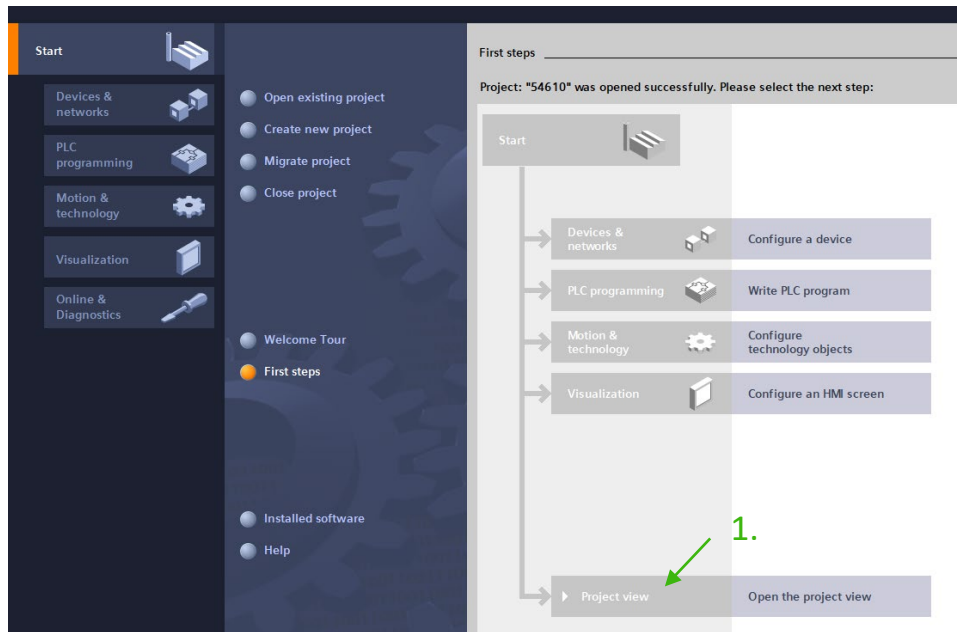 Start
Devices &
networks
PLC
programming
Motion &
technology
Visualization
Online &
Diagnostics
Open existing project
Create new project
Migrate project
Close project
Welcome Tour
First steps
Installed software
Help
First steps
Project: "54610" was opened successfully. Please select the next step:
Start
Devices &
networks
Configure a device
PLC programming
Write PLC program
Motion &
technology
Configure
technology objects
Visualization
Configure an HMI screen
1.
Project view
Open the project view